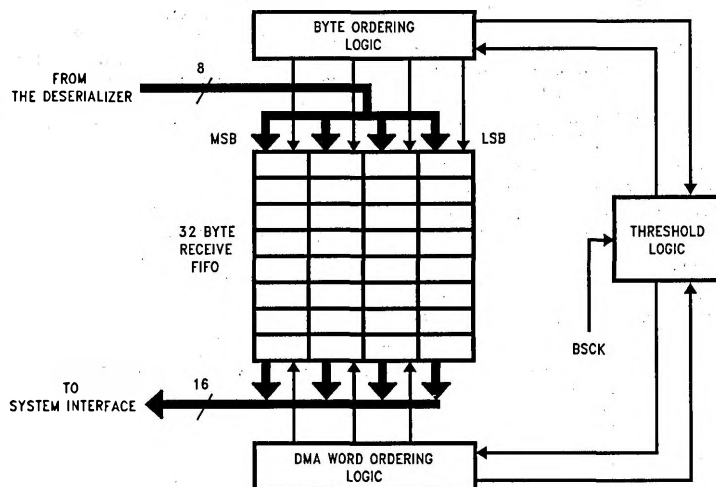 BYTE ORDERING
LOGIC
8
FROM
THE DESERIALIZER
MSB
LSB
32 BYTE
RECEIVE
FIFO
THRESHOLD
LOGIC
BSCK
16
TO
SYSTEM INTERFACE
DMA WORD ORDERING
LOGIC